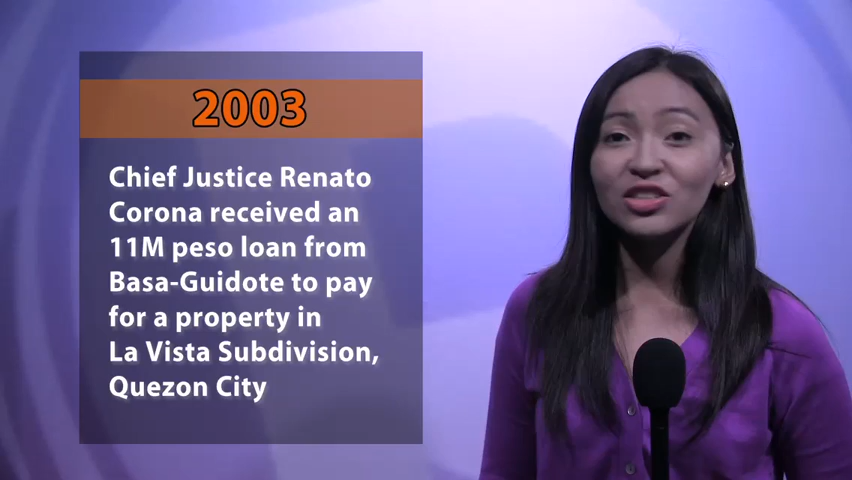 2003
Chief Justice Renato
Corona received an
11M peso loan from
Basa-Guidote to pay
for a property in
La Vista Subdivision,
Quezon City